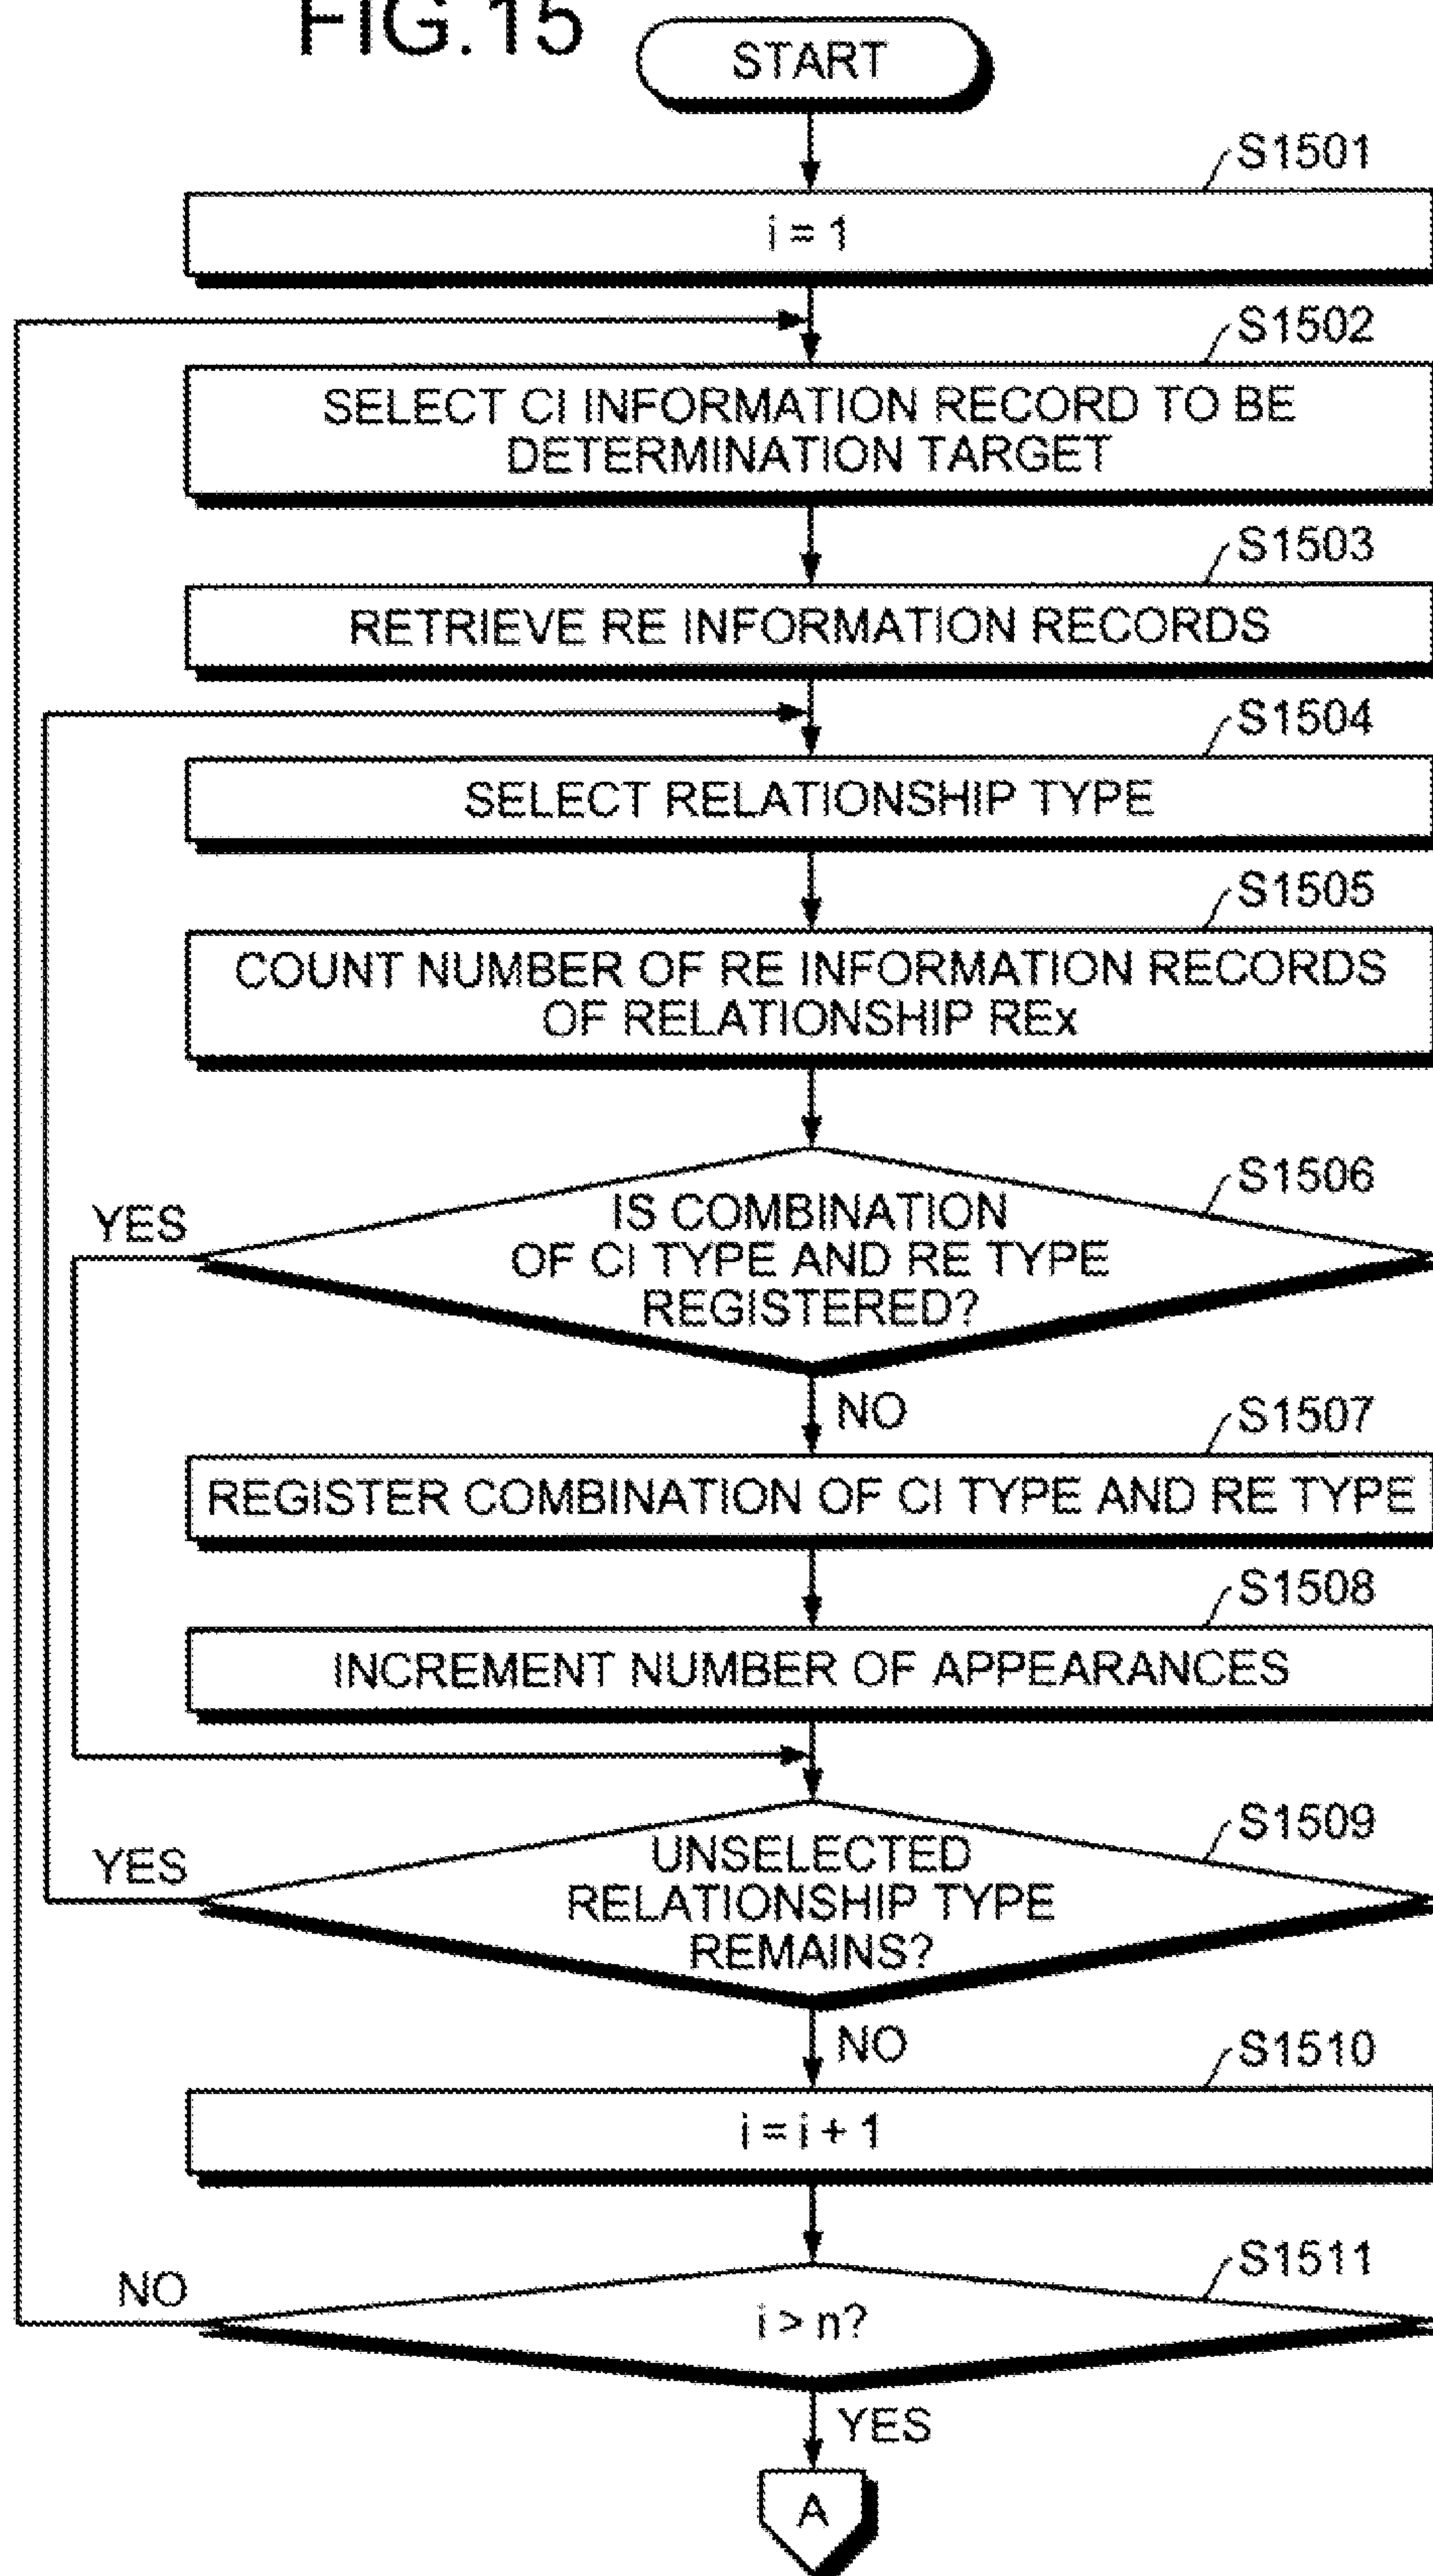 FIG.15
START
S1501
i = 1
S1502
SELECT CI INFORMATION RECORD TO BE
DETERMINATION TARGET
S1503
RETRIEVE RE INFORMATION RECORDS
S1504
SELECT RELATIONSHIP TYPE
S1505
COUNT NUMBER OF RE INFORMATION RECORDS
OF RELATIONSHIP REx
S1506
YES
IS COMBINATION
OF CI TYPE AND RE TYPE
REGISTERED?
NO
S1507
REGISTER COMBINATION OF CI TYPE AND RE TYPE
S1508
INCREMENT NUMBER OF APPEARANCES
S1509
YES
UNSELECTED
RELATIONSHIP TYPE
REMAINS?
NO
S1510
i = i + 1
S1511
NO
i > n?
YES
A